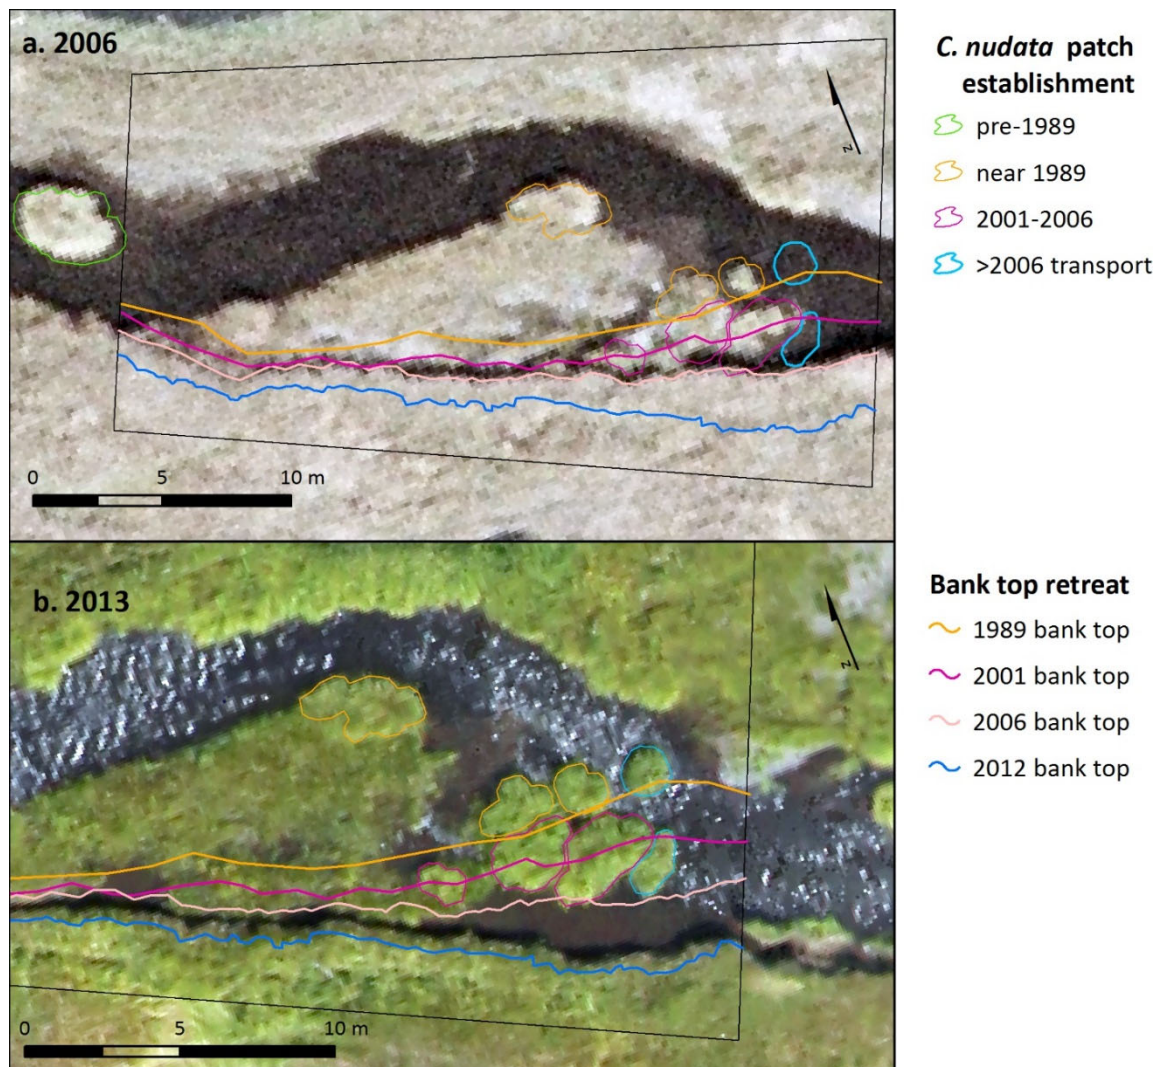 a. 2006
N
0 5 10 m
C. nudata patch
establishment
pre-1989
near 1989
2001-2006
>2006 transport
b. 2013
N
0 5 10 m
Bank top retreat
1989 bank top
2001 bank top
2006 bank top
2012 bank top